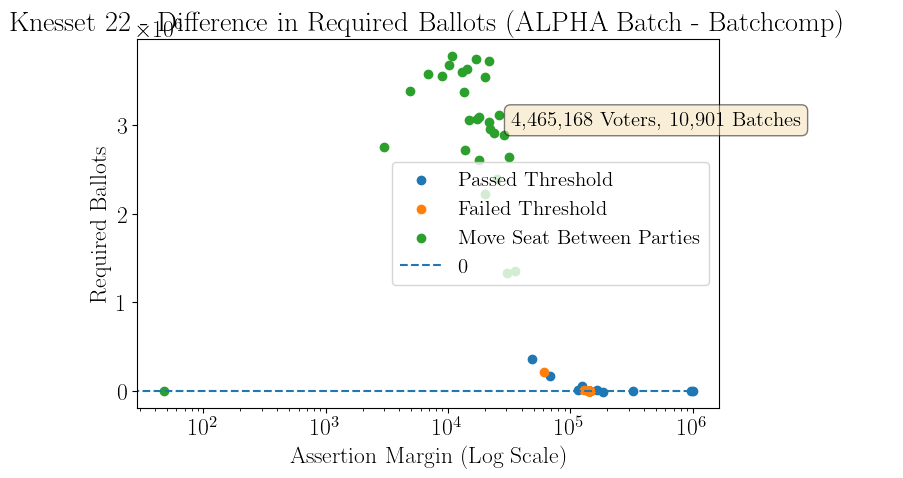 Knesset 22 - Difference in Required Ballots (ALPHA Batch - Batchcomp)
×10⁶
4,465,168 Voters, 10,901 Batches
Passed Threshold
Failed Threshold
Move Seat Between Parties
0
Required Ballots
3
2
1
0
10² 10³ 10⁴ 10⁵ 10⁶
Assertion Margin (Log Scale)